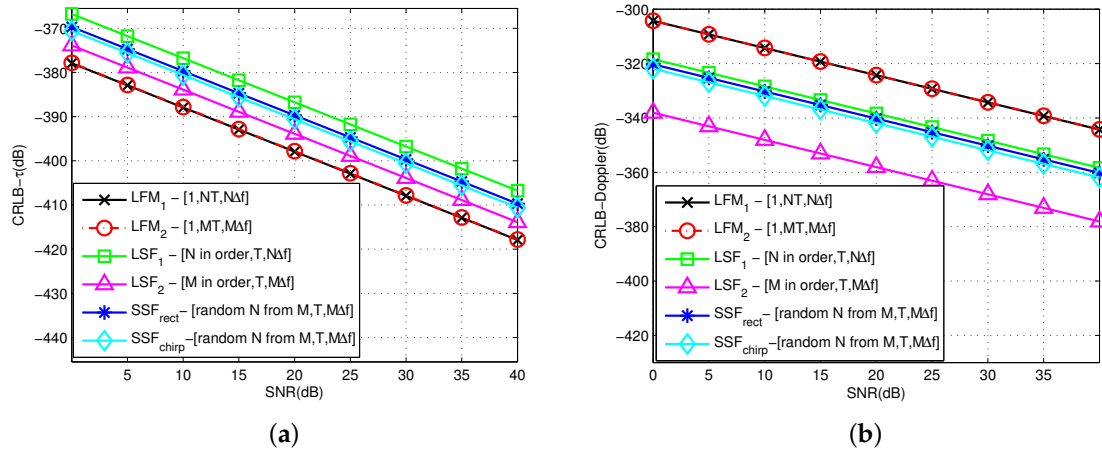 −370
−380
−390
−400
−410
−420
−430
−440
CRLB−τ(dB)
LFM1 − [1,NT,NΔf]
LFM2 − [1,MT,MΔf]
LSF1 − [N in order,T,NΔf]
LSF2 − [M in order,T,MΔf]
SSFrect− [random N from M,T,MΔf]
SSFchirp−[random N from M,T,MΔf]
5 10 15 20 25 30 35 40
SNR(dB)
(a)
−300
−320
−340
−360
−380
−400
−420
CRLB−Doppler(dB)
LFM1 − [1,NT,NΔf]
LFM2 − [1,MT,MΔf]
LSF1 − [N in order,T,NΔf]
LSF2 − [M in order,T,MΔf]
SSFrect− [random N from M,T,MΔf]
SSFchirp−[random N from M,T,MΔf]
0 5 10 15 20 25 30 35
SNR(dB)
(b)